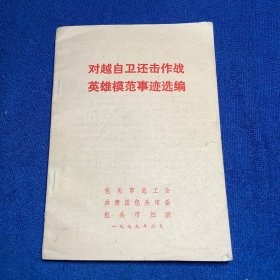 对越自卫还击作战
英雄模范事迹选编
包头市总工会
共青团包头市委
包头市妇联
一九七九年六月